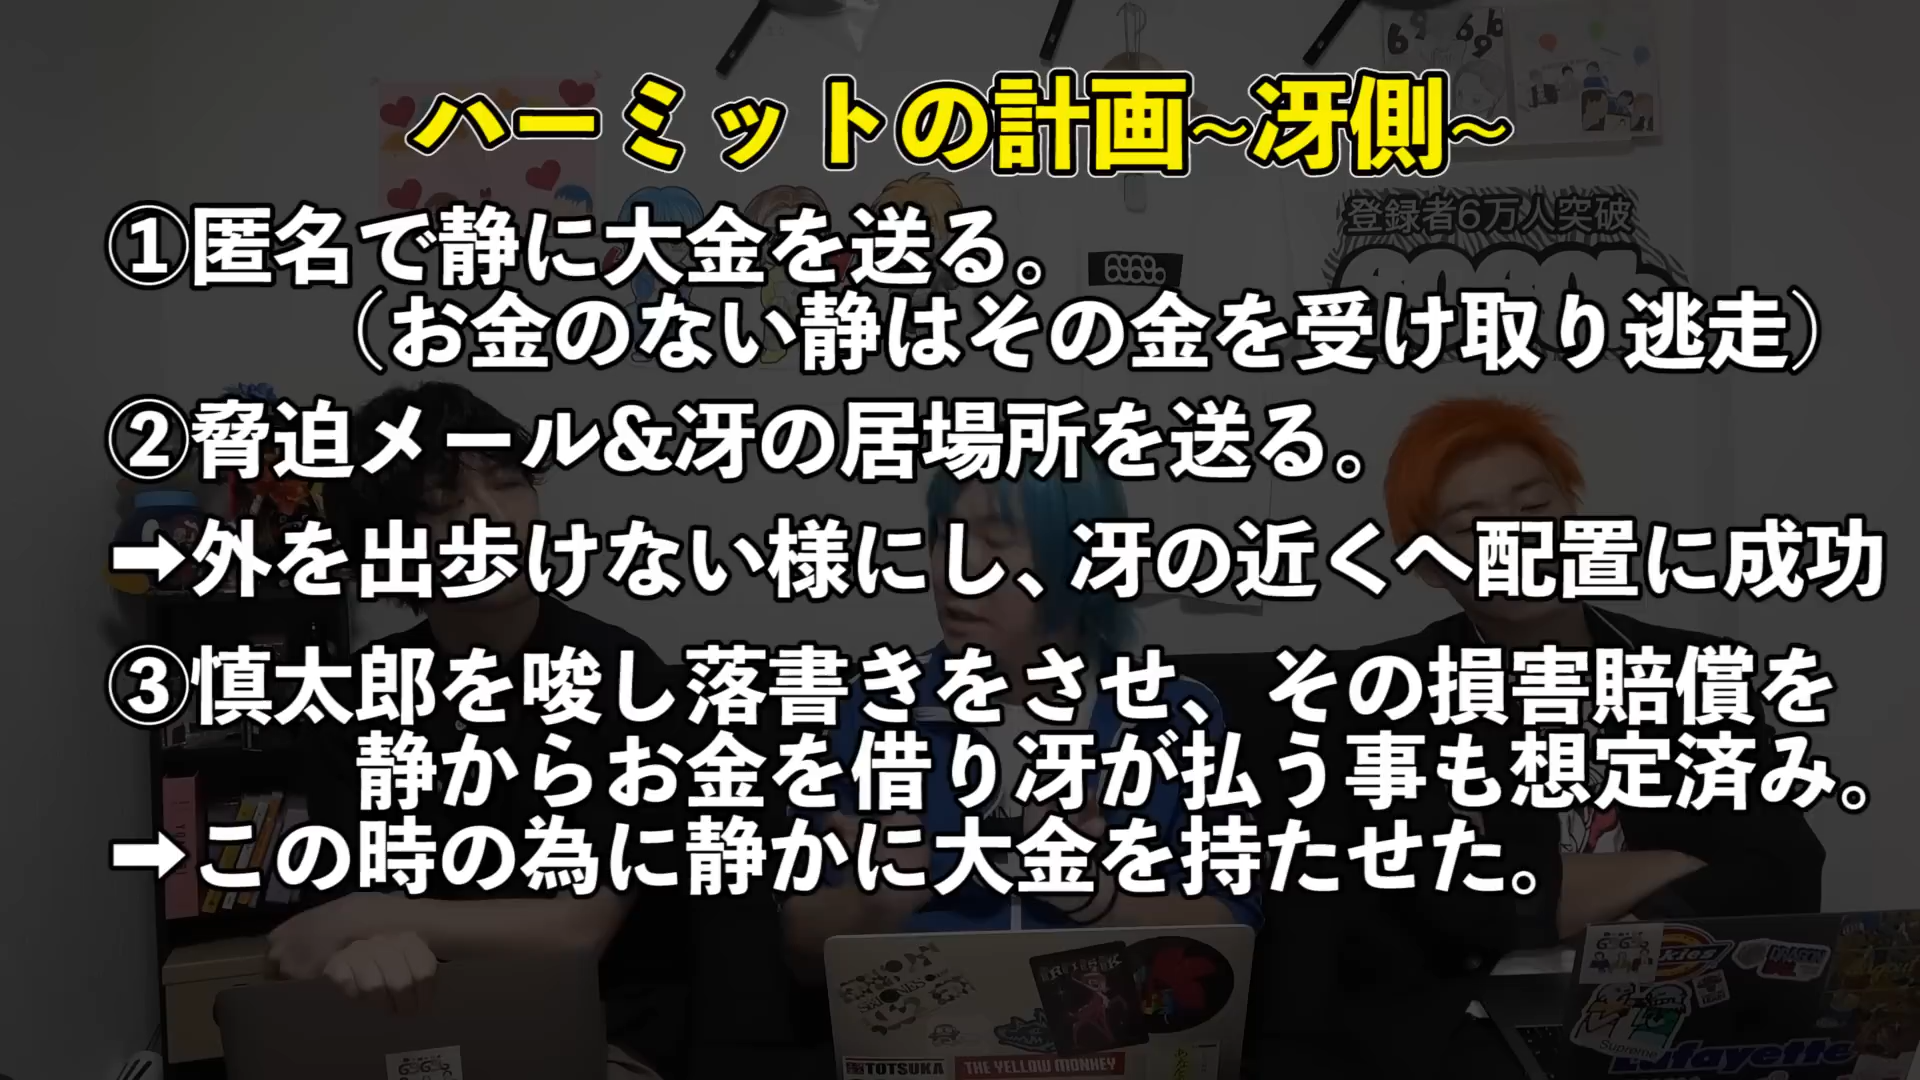 ハーミットの計画~冴側~
①匿名で静に大金を送る。
（お金のない静はその金を受け取り逃走）
②脅迫メール&冴の居場所を送る。
➡外を出歩けない様にし、冴の近くへ配置に成功
③慎太郎を唆し落書きをさせ、その損害賠償を
静からお金を借り冴が払う事も想定済み。
➡この時の為に静かに大金を持たせた。
登録者6万人突破
TOTSUKA
THE YELLOW MONKEY
DRAGON
Supreme
Lafayette